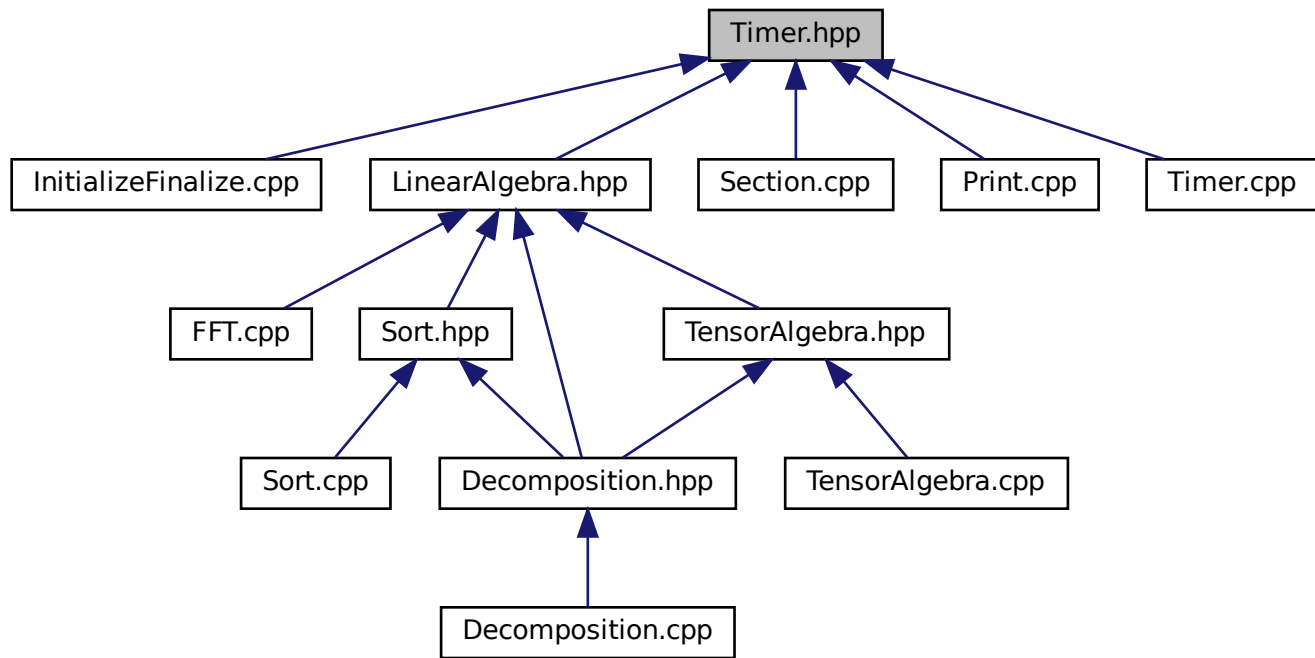 Timer.hpp
InitializeFinalize.cpp
LinearAlgebra.hpp
Section.cpp
Print.cpp
Timer.cpp
FFT.cpp
Sort.hpp
TensorAlgebra.hpp
Sort.cpp
Decomposition.hpp
TensorAlgebra.cpp
Decomposition.cpp